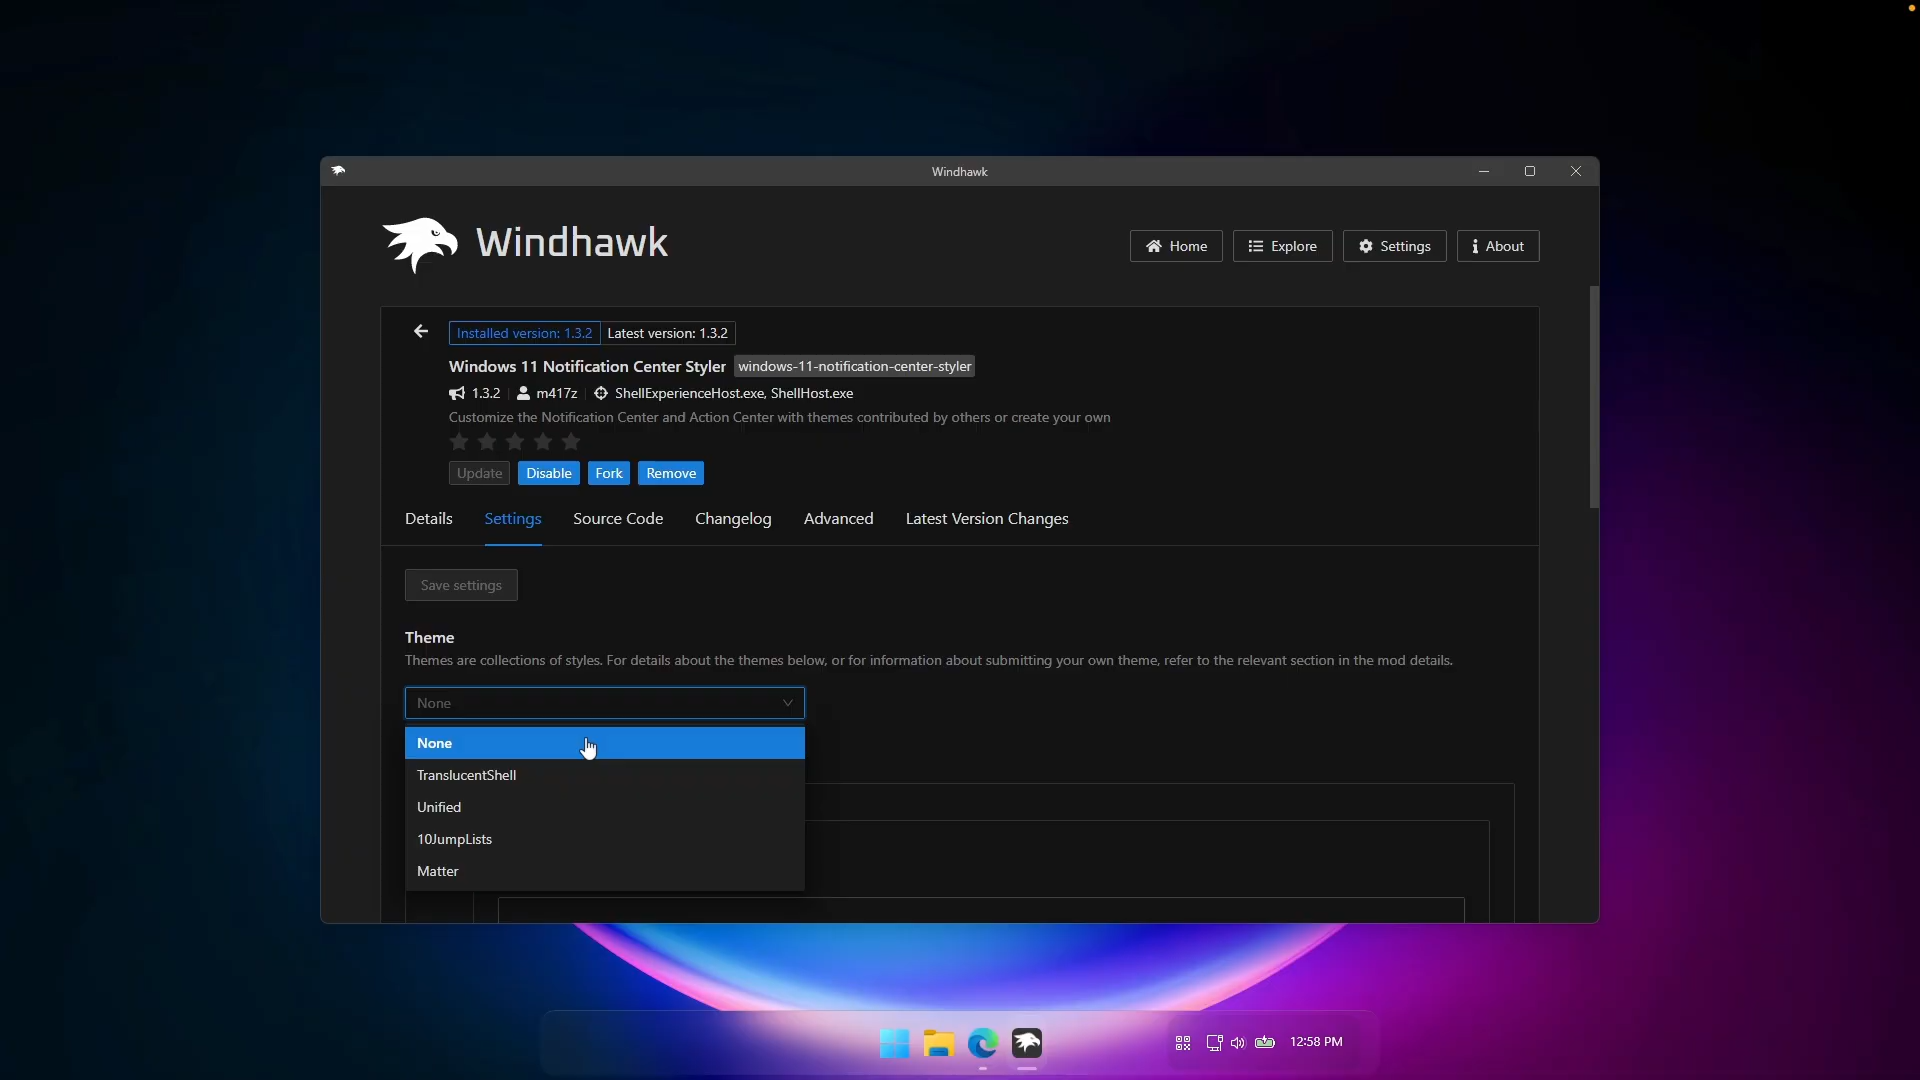 Windhawk
Windhawk
Home
Explore
Settings
About
Installed version: 1.3.2
Latest version: 1.3.2
Windows 11 Notification Center Styler
windows-11-notification-center-styler
1.3.2
m417z
ShellExperienceHost.exe, ShellHost.exe
Customize the Notification Center and Action Center with themes contributed by others or create your own
Update
Disable
Fork
Remove
Details
Settings
Source Code
Changelog
Advanced
Latest Version Changes
Save settings
Theme
Themes are collections of styles. For details about the themes below, or for information about submitting your own theme, refer to the relevant section in the mod details.
None
None
TranslucentShell
Unified
10JumpLists
Matter
12:58 PM